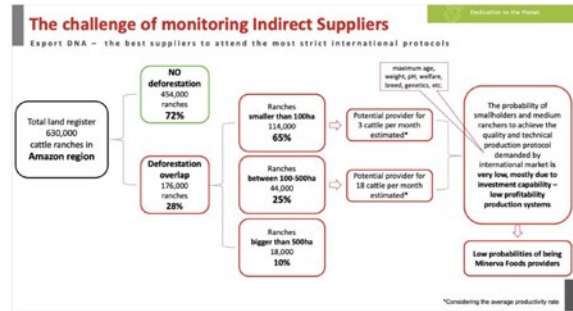 Dedication to the Planet
The challenge of monitoring Indirect Suppliers
Export DNA – the best suppliers to attend the most strict international protocols
NO
deforestation
454,000
ranches
72%
Total land register
630,000
cattle ranches in
Amazon region
Deforestation
overlap
176,000
ranches
28%
Ranches
smaller than 100ha
114,000
65%
Ranches
between 100-500ha
44,000
25%
Ranches
bigger than 500ha
18,000
10%
Potential provider for
3 cattle per month
estimated*
Potential provider for
18 cattle per month
estimated*
maximum age,
weight, pH, welfare,
breed, genetics, etc.
The probability of
smallholders and medium
ranchers to achieve the
quality and technical
production protocol
demanded by
international market is
very low, mostly due to
investment capability –
low profitability
production systems
Low probabilities of being
Minerva Foods providers
*Considering the average productivity rate